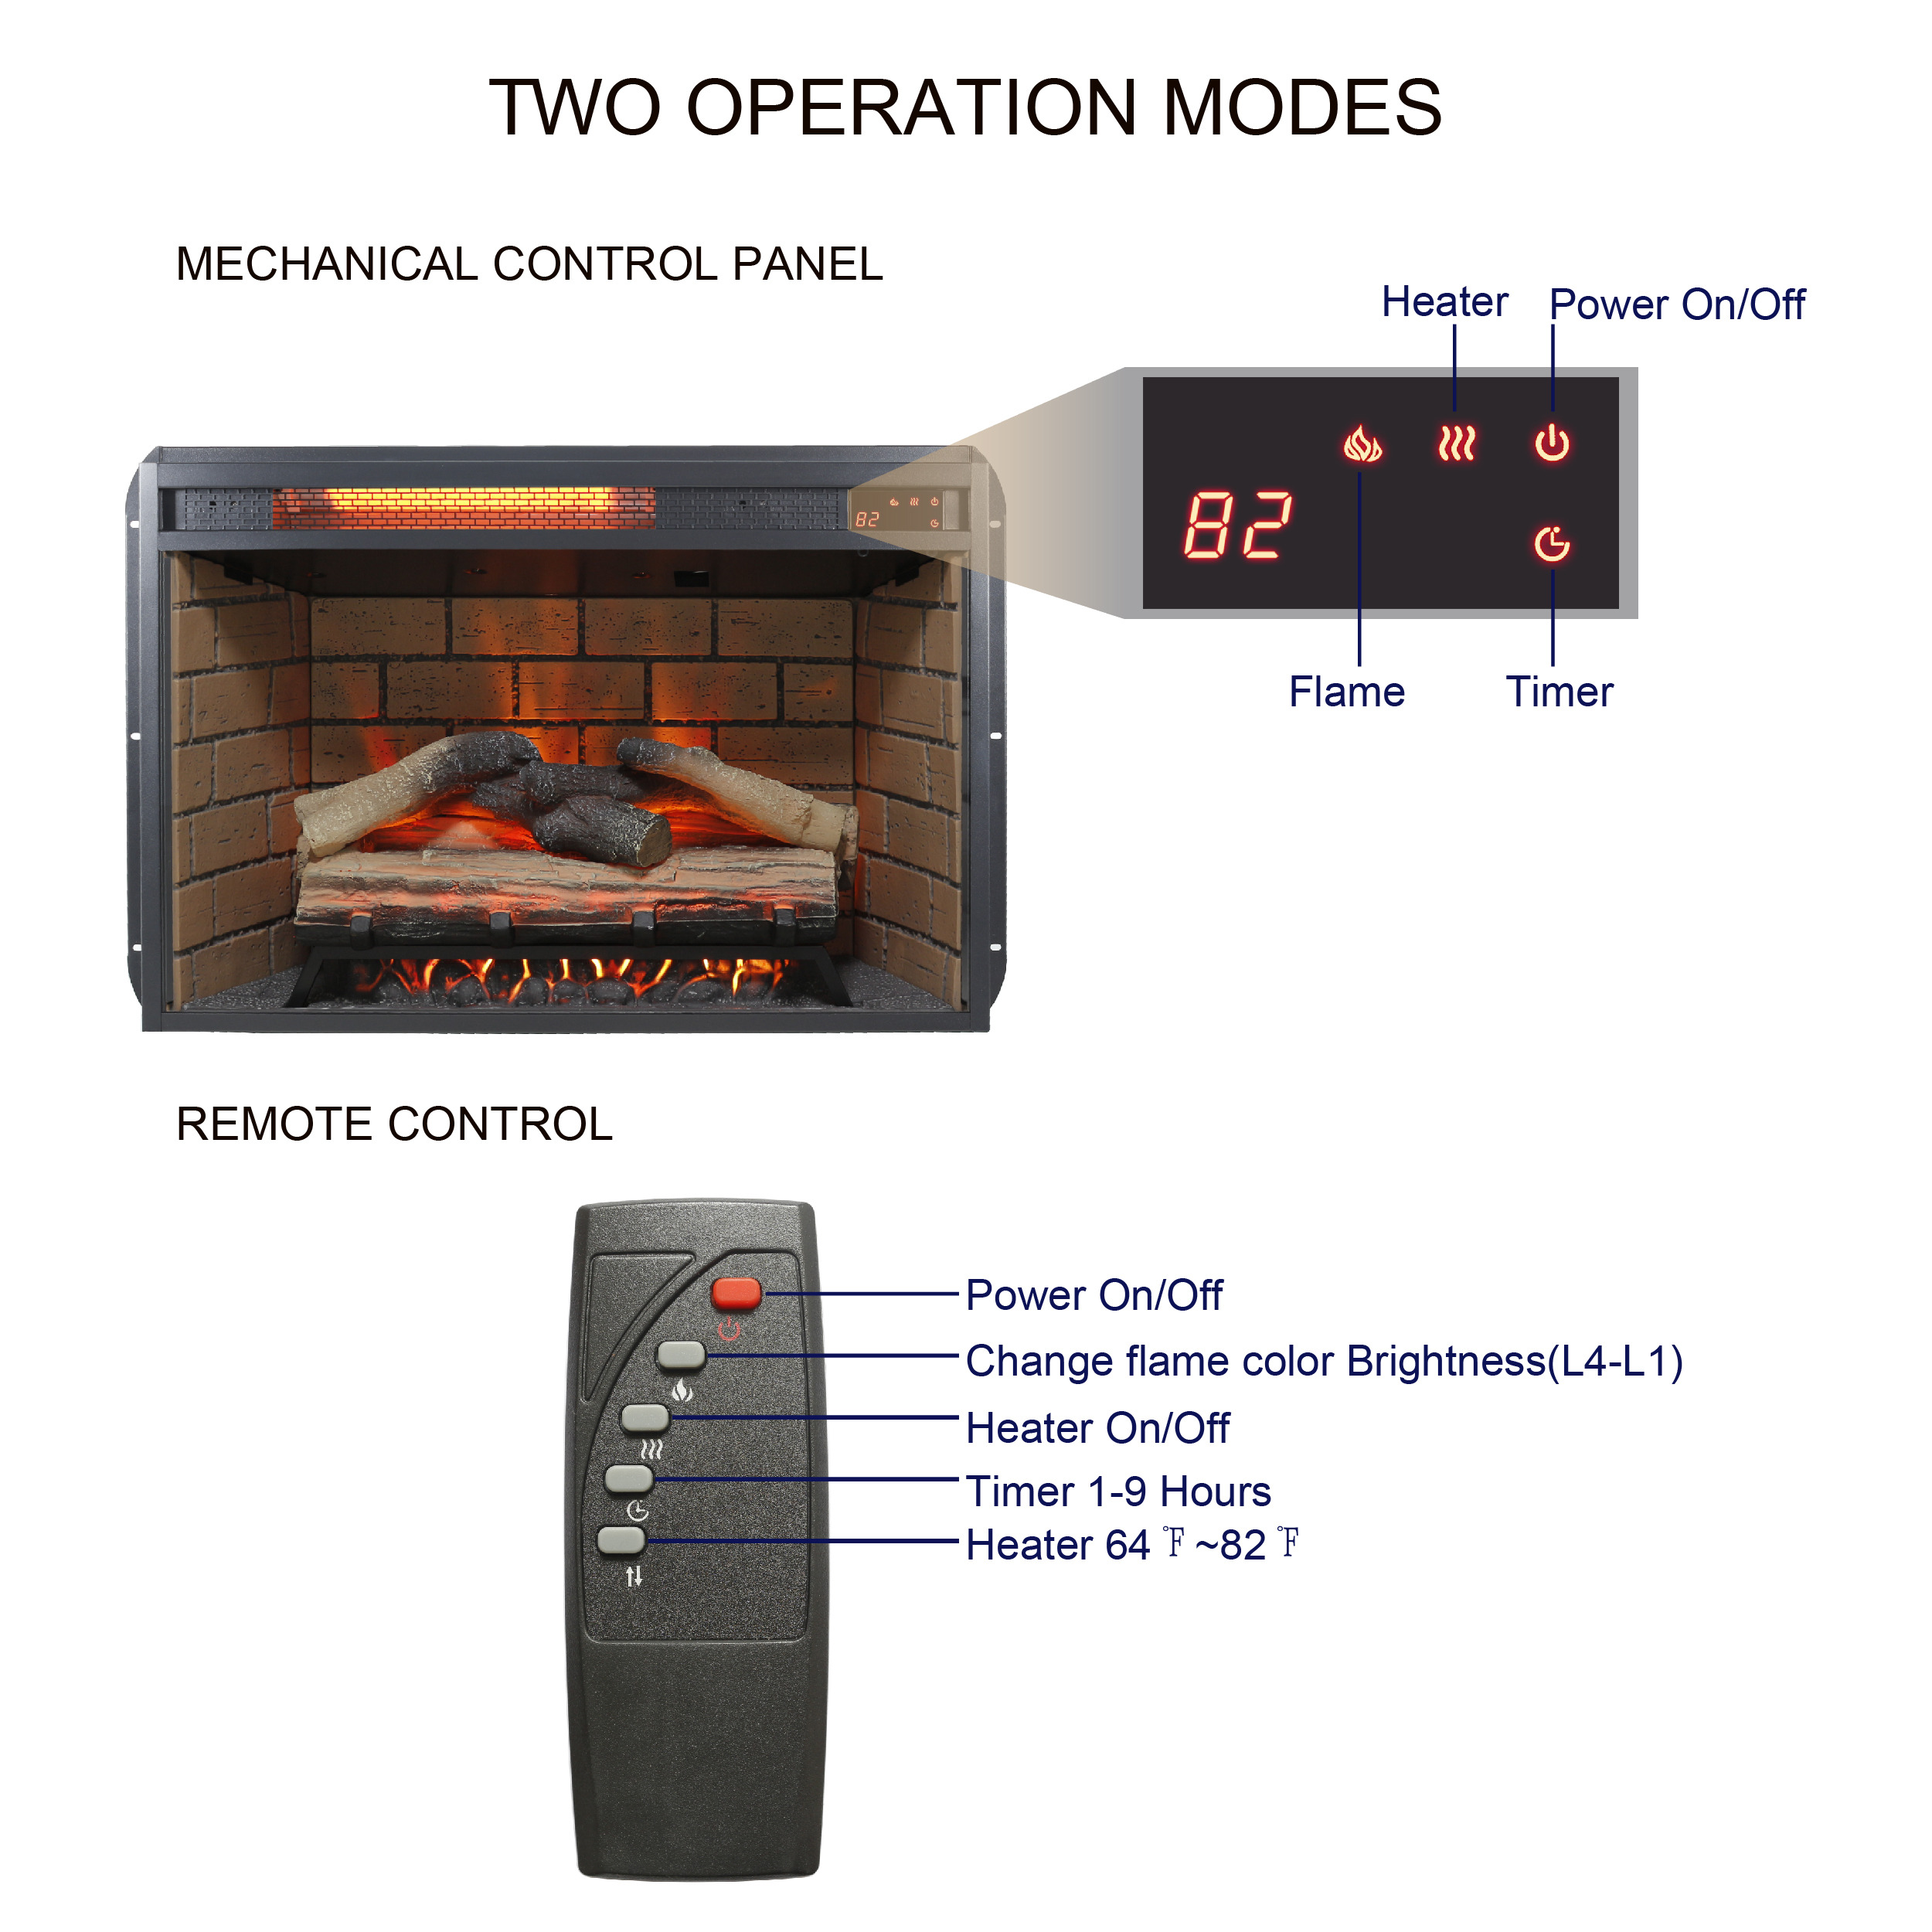 TWO OPERATION MODES
MECHANICAL CONTROL PANEL
Heater
Power On/Off
82
82
Flame
Timer
REMOTE CONTROL
Power On/Off
Change flame color Brightness(L4-L1)
Heater On/Off
Timer 1-9 Hours
Heater 64 ℉ ~82 ℉